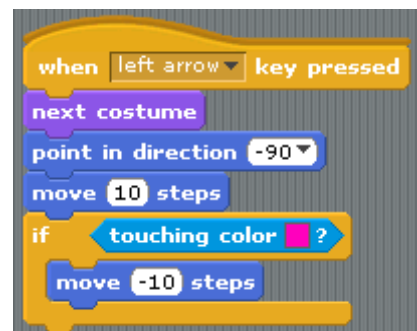 when left arrow key pressed
next costume
point in direction -90
move 10 steps
if touching color ?
move -10 steps